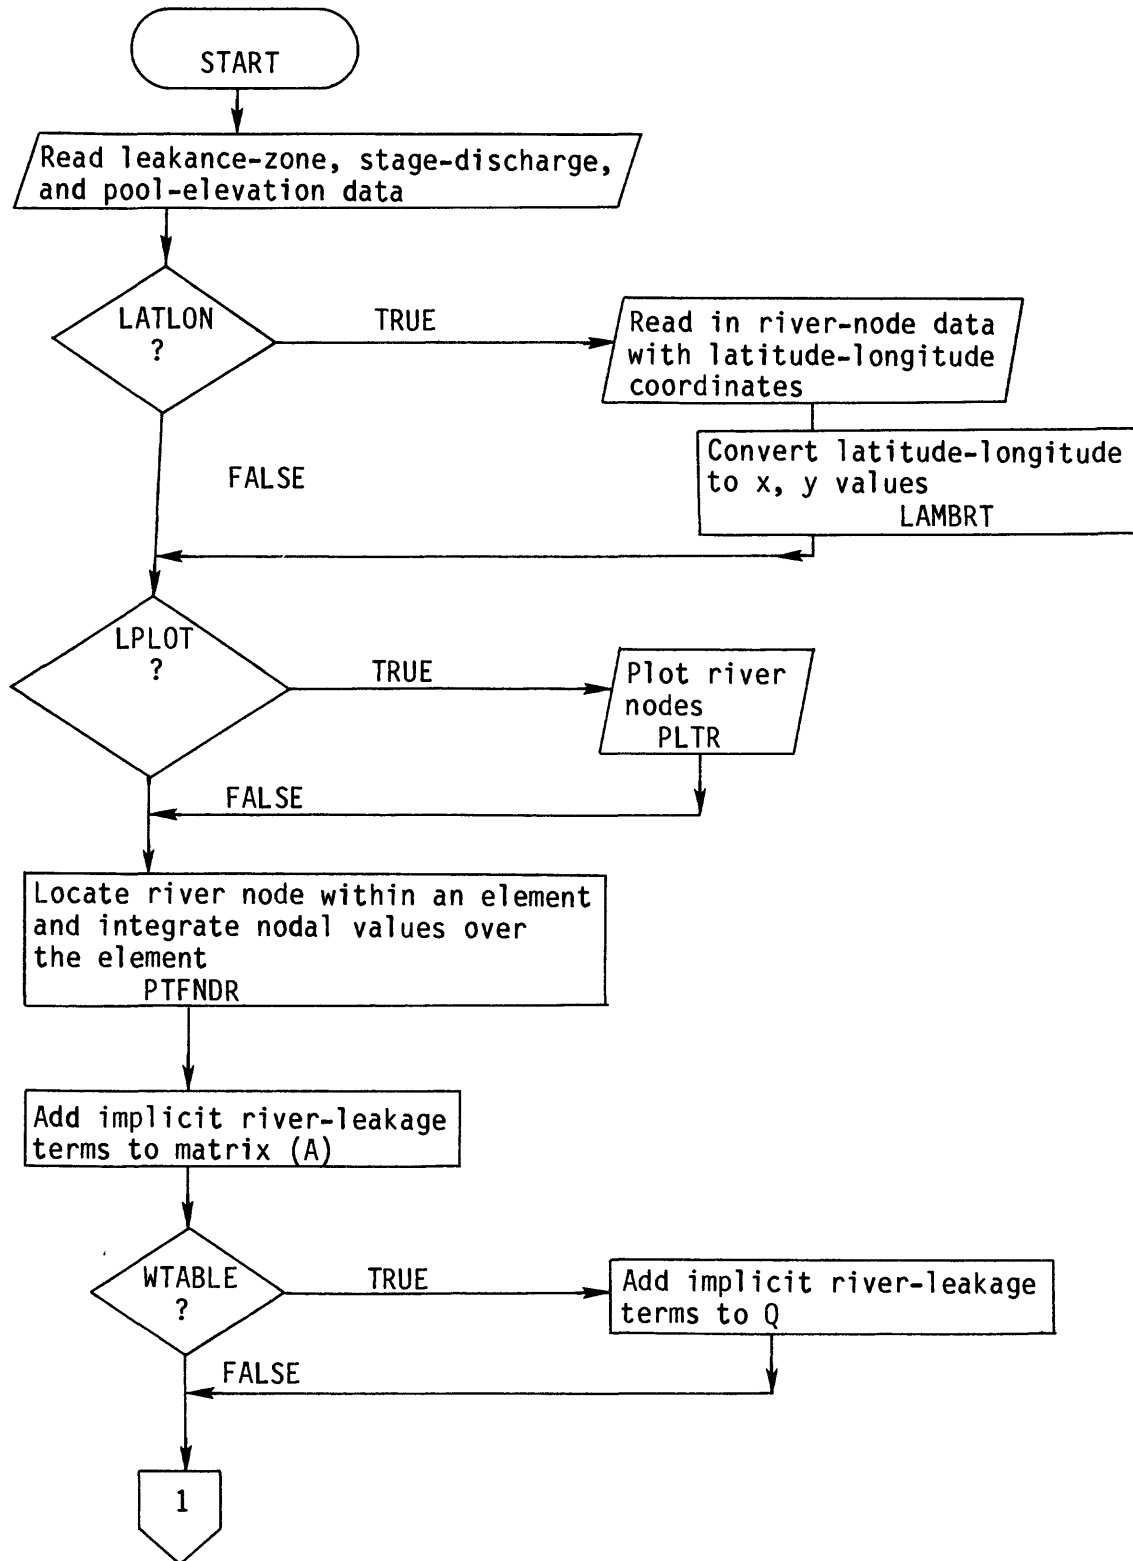 START
Read leakance-zone, stage-discharge,
and pool-elevation data
LATLON
?
TRUE
Read in river-node data
with latitude-longitude
coordinates
Convert latitude-longitude
to x, y values
LAMBRT
FALSE
LPLOT
?
TRUE
Plot river
nodes
PLTR
FALSE
Locate river node within an element
and integrate nodal values over
the element
PTFNDR
Add implicit river-leakage
terms to matrix (A)
WTABLE
?
TRUE
Add implicit river-leakage
terms to Q
FALSE
1